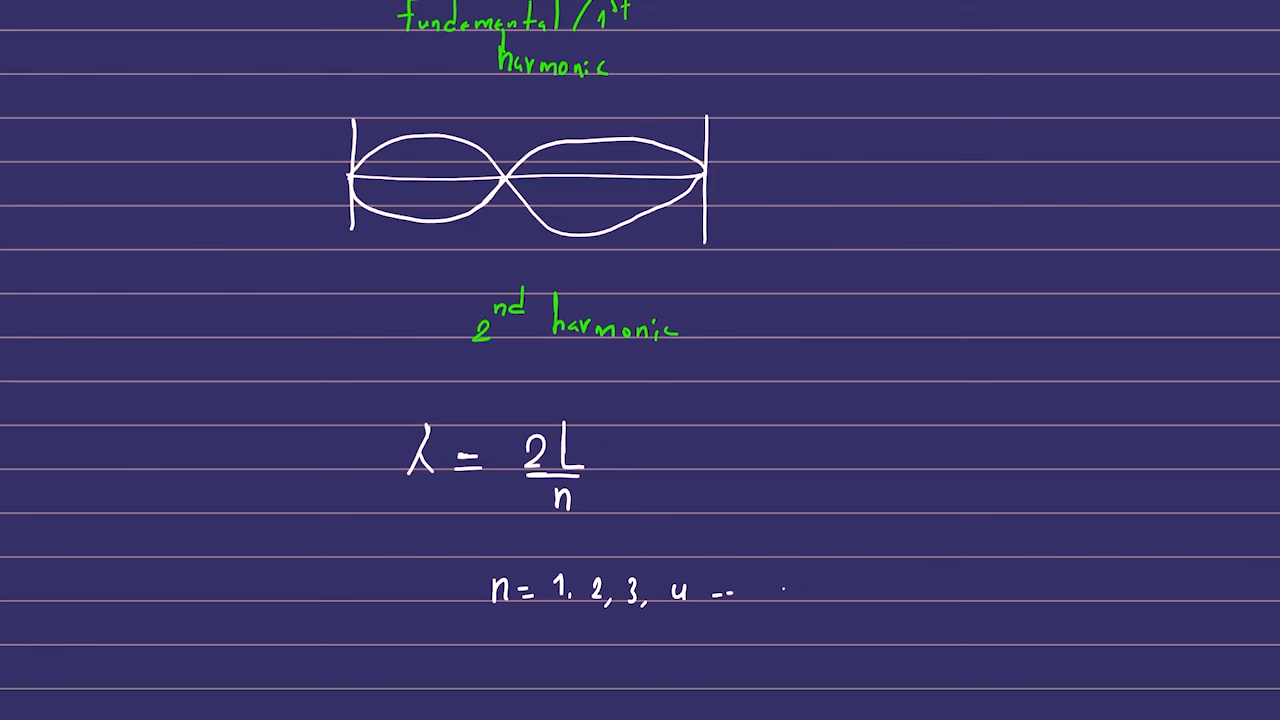 fundamental / 1st
harmonic
2nd harmonic
λ = 2L/n
n = 1, 2, 3, 4 --